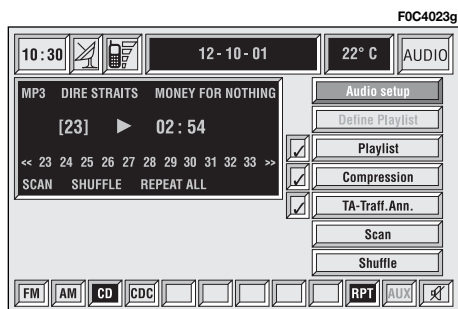 F0C4023g
10:30 12-10-01 22° C AUDIO
MP3 DIRE STRAITS MONEY FOR NOTHING
[23] ▶ 02:54
<< 23 24 25 26 27 28 29 30 31 32 33 >>
SCAN SHUFFLE REPEAT ALL
Audio setup
Define Playlist
Playlist
Compression
TA-Traff.Ann.
Scan
Shuffle
FM AM CD CDC RPT AUX